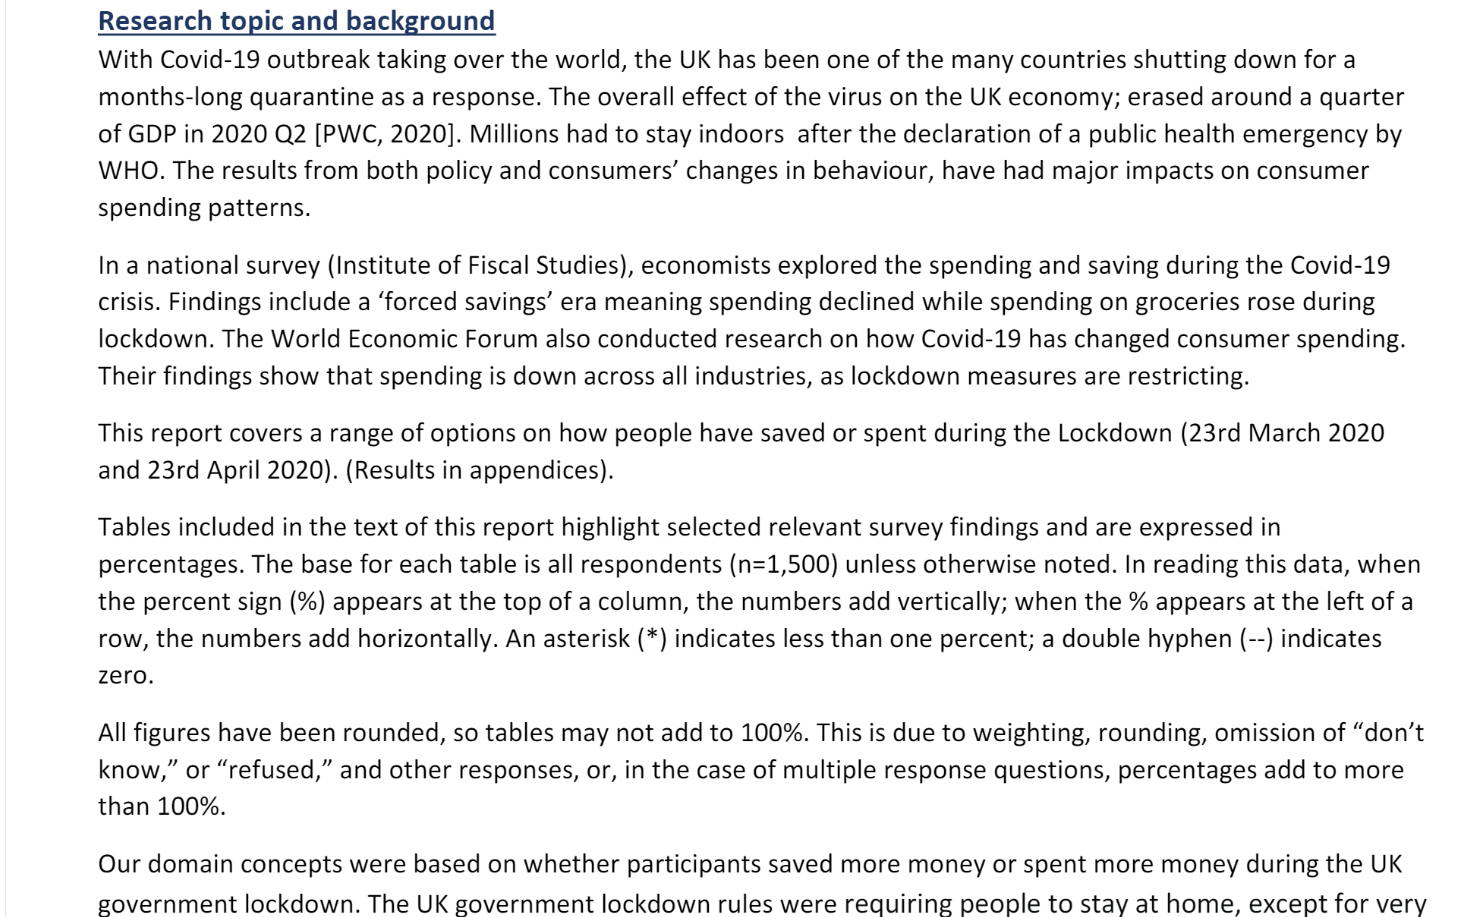 Research topic and background
With Covid-19 outbreak taking over the world, the UK has been one of the many countries shutting down for a
months-long quarantine as a response. The overall effect of the virus on the UK economy; erased around a quarter
of GDP in 2020 Q2 [PWC, 2020]. Millions had to stay indoors  after the declaration of a public health emergency by
WHO. The results from both policy and consumers’ changes in behaviour, have had major impacts on consumer
spending patterns.
In a national survey (Institute of Fiscal Studies), economists explored the spending and saving during the Covid-19
crisis. Findings include a ‘forced savings’ era meaning spending declined while spending on groceries rose during
lockdown. The World Economic Forum also conducted research on how Covid-19 has changed consumer spending.
Their findings show that spending is down across all industries, as lockdown measures are restricting.
This report covers a range of options on how people have saved or spent during the Lockdown (23rd March 2020
and 23rd April 2020). (Results in appendices).
Tables included in the text of this report highlight selected relevant survey findings and are expressed in
percentages. The base for each table is all respondents (n=1,500) unless otherwise noted. In reading this data, when
the percent sign (%) appears at the top of a column, the numbers add vertically; when the % appears at the left of a
row, the numbers add horizontally. An asterisk (*) indicates less than one percent; a double hyphen (--) indicates
zero.
All figures have been rounded, so tables may not add to 100%. This is due to weighting, rounding, omission of “don’t
know,” or “refused,” and other responses, or, in the case of multiple response questions, percentages add to more
than 100%.
Our domain concepts were based on whether participants saved more money or spent more money during the UK
government lockdown. The UK government lockdown rules were requiring people to stay at home, except for very